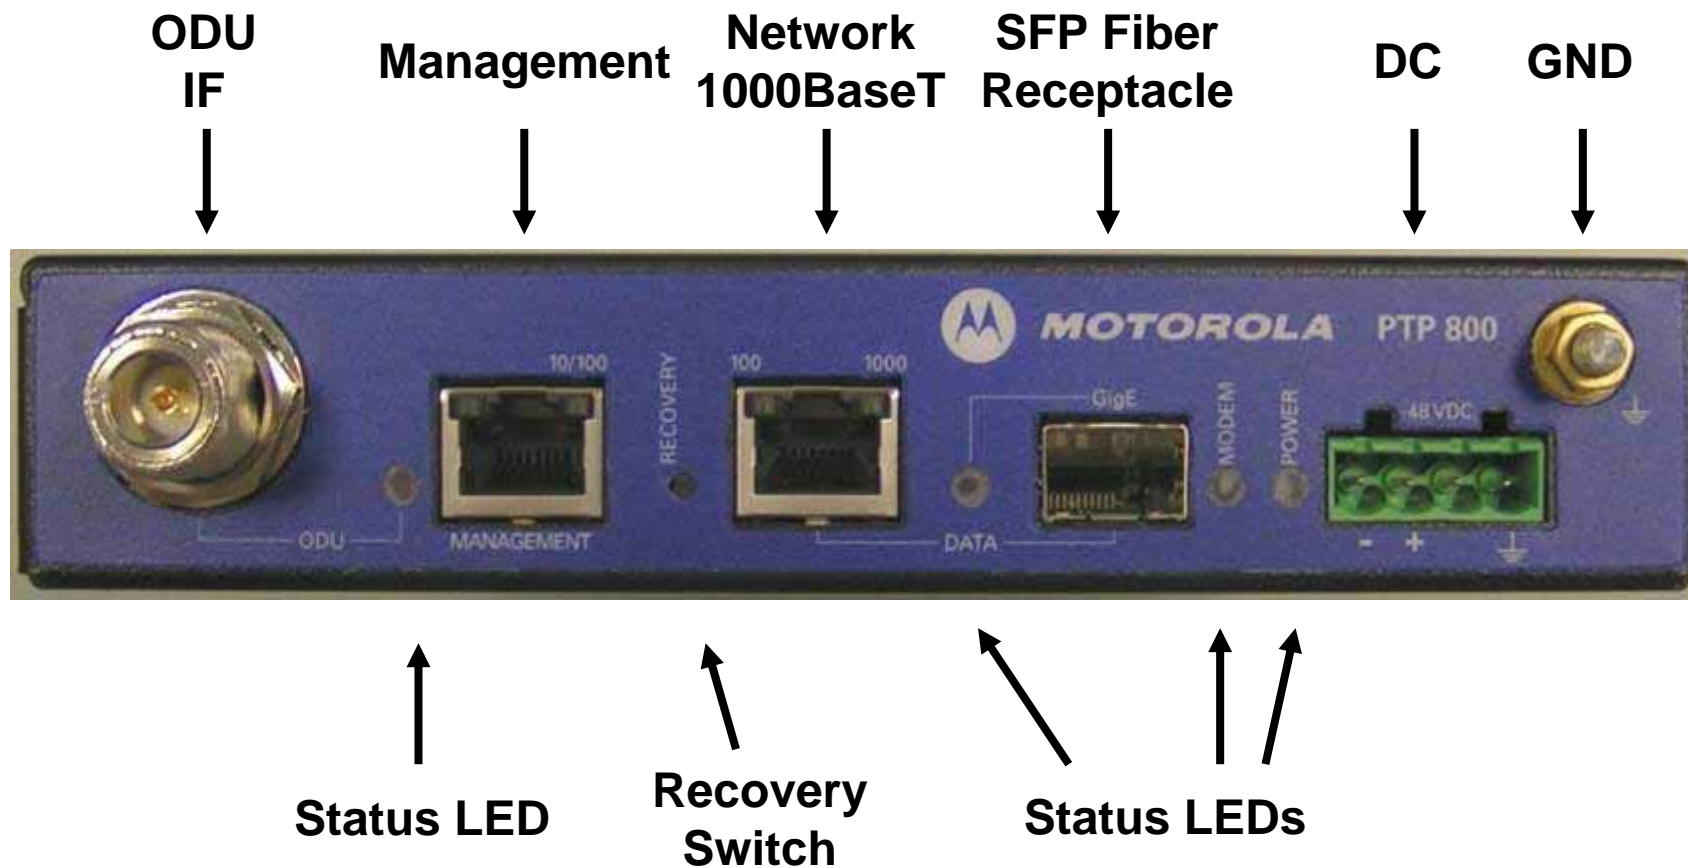 ODU
IF
Management
Network
1000BaseT
SFP Fiber
Receptacle
DC
GND
MOTOROLA PTP 800
10/100
RECOVERY
100 1000
GigE
MODEM
POWER
-48 VDC
ODU
MANAGEMENT
DATA
- +
Status LED
Recovery
Switch
Status LEDs